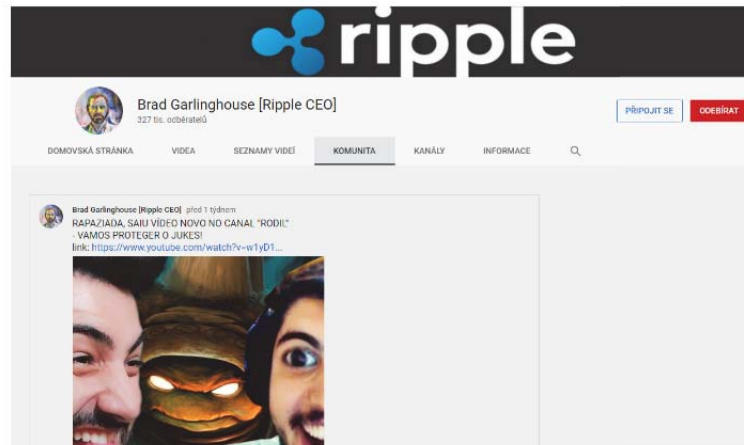 ripple
Brad Garlinghouse [Ripple CEO]
327 tis. odběratelů
PŘIPOJIT SE
ODEBÍRAT
DOMOVSKÁ STRÁNKA
VIDEA
SEZNAMY VIDEÍ
KOMUNITA
KANÁLY
INFORMACE
Brad Garlinghouse [Ripple CEO] před 1 týdnem
RAPAZIADA, SAIU VÍDEO NOVO NO CANAL "RODIL"
- VAMOS PROTEGER O JUKES!
link: https://www.youtube.com/watch?v=w1yD1...